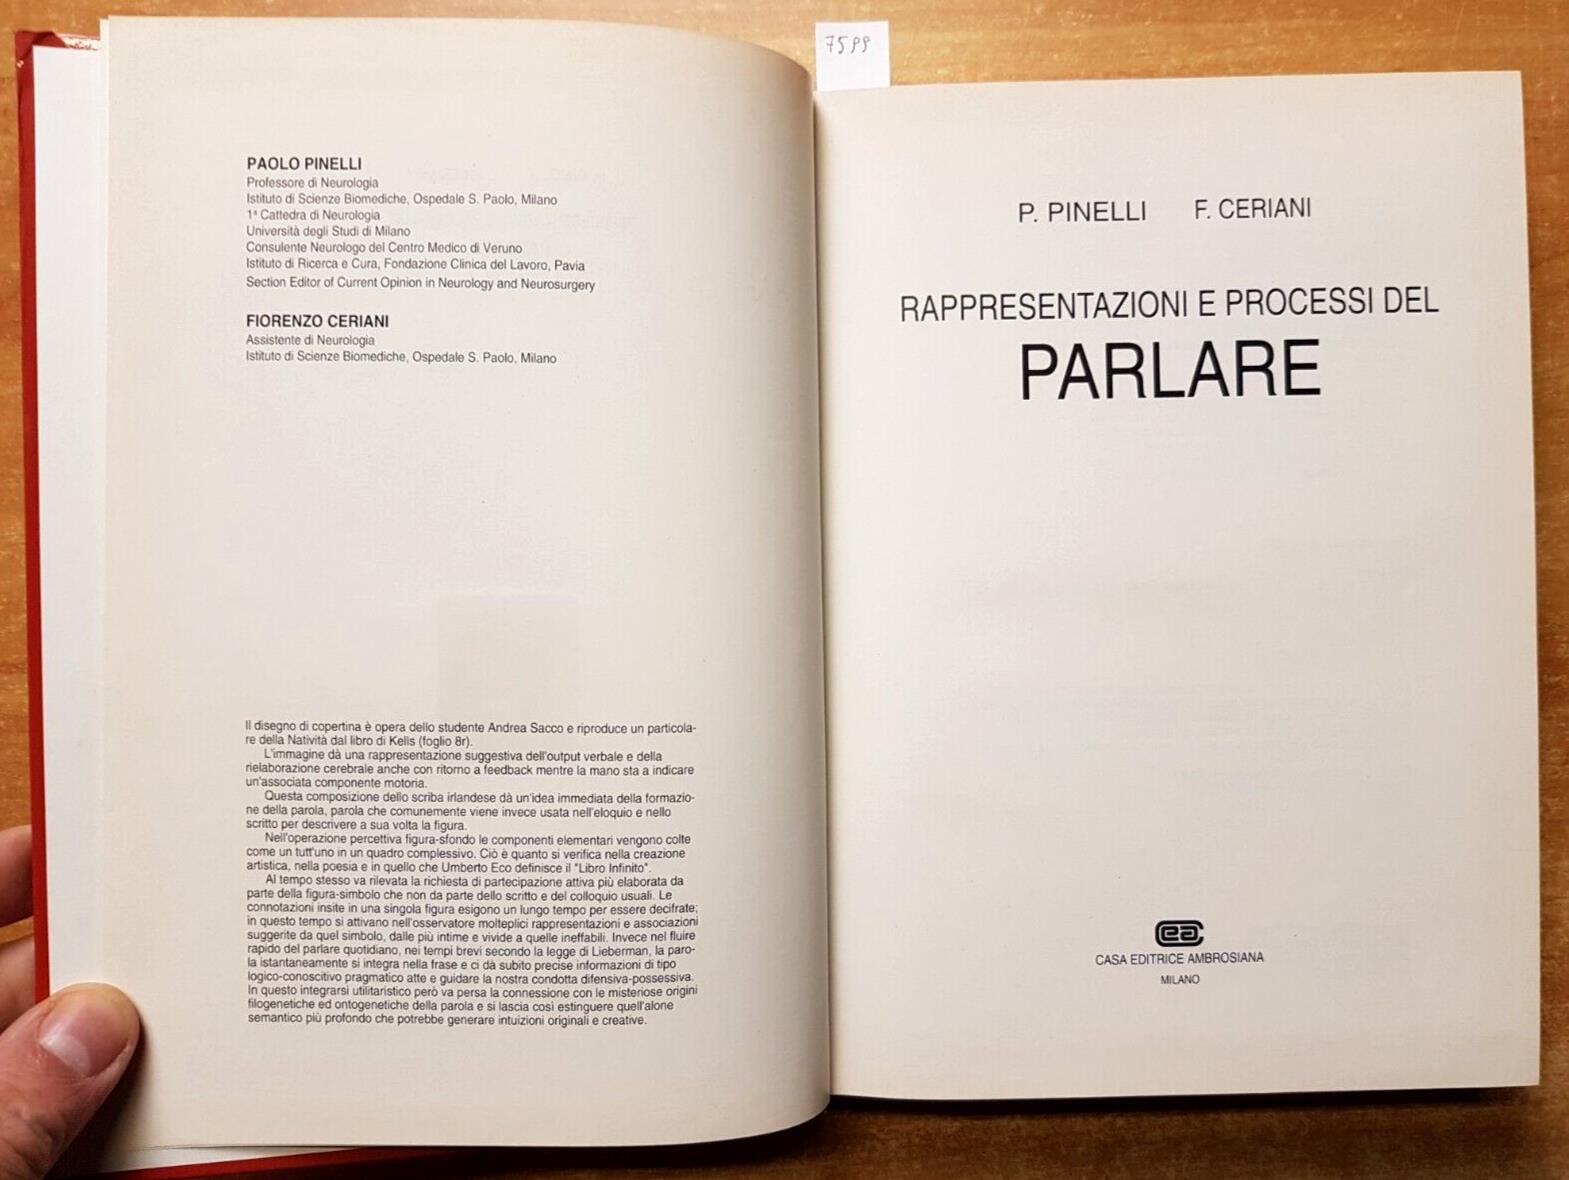 PAOLO PINELLI
Professore di Neurologia
Istituto di Scienze Biomediche, Ospedale S. Paolo, Milano
1ª Cattedra di Neurologia
Università degli Studi di Milano
Consulente Neurologo del Centro Medico di Veruno
Istituto di Ricerca e Cura, Fondazione Clinica del Lavoro, Pavia
Section Editor of Current Opinion in Neurology and Neurosurgery
FIORENZO CERIANI
Assistente di Neurologia
Istituto di Scienze Biomediche, Ospedale S. Paolo, Milano
Il disegno di copertina è opera dello studente Andrea Sacco e riproduce un particola-
re della Natività dal libro di Kells (foglio 8r).
L'immagine dà una rappresentazione suggestiva dell'output verbale e della
rielaborazione cerebrale anche con ritorno a feedback mentre la mano sta a indicare
un'associata componente motoria.
Questa composizione dello scriba irlandese dà un'idea immediata della formazio-
ne della parola, parola che comunemente viene invece usata nell'eloquio e nello
scritto per descrivere a sua volta la figura.
Nell'operazione percettiva figura-sfondo le componenti elementari vengono colte
come un tutt'uno in un quadro complessivo. Ciò è quanto si verifica nella creazione
artistica, nella poesia e in quello che Umberto Eco definisce il "Libro Infinito".
Al tempo stesso va rilevata la richiesta di partecipazione attiva più elaborata da
parte della figura-simbolo che non da parte dello scritto e del colloquio usuali. Le
connotazioni insite in una singola figura esigono un lungo tempo per essere decifrate;
in questo tempo si attivano nell'osservatore molteplici rappresentazioni e associazioni
suggerite da quel simbolo, dalle più intime e vivide a quelle ineffabili. Invece nel fluire
rapido del parlare quotidiano, nei tempi brevi secondo la legge di Lieberman, la paro-
la istantaneamente si integra nella frase e ci dà subito precise informazioni di tipo
logico-conoscitivo pragmatico atte e guidare la nostra condotta difensiva-possessiva.
In questo integrarsi utilitaristico però va persa la connessione con le misteriose origini
filogenetiche ed ontogenetiche della parola e si lascia così estinguere quell'alone
semantico più profondo che potrebbe generare intuizioni originali e creative.
75 99
P. PINELLI F. CERIANI
RAPPRESENTAZIONI E PROCESSI DEL
PARLARE
cea
CASA EDITRICE AMBROSIANA
MILANO